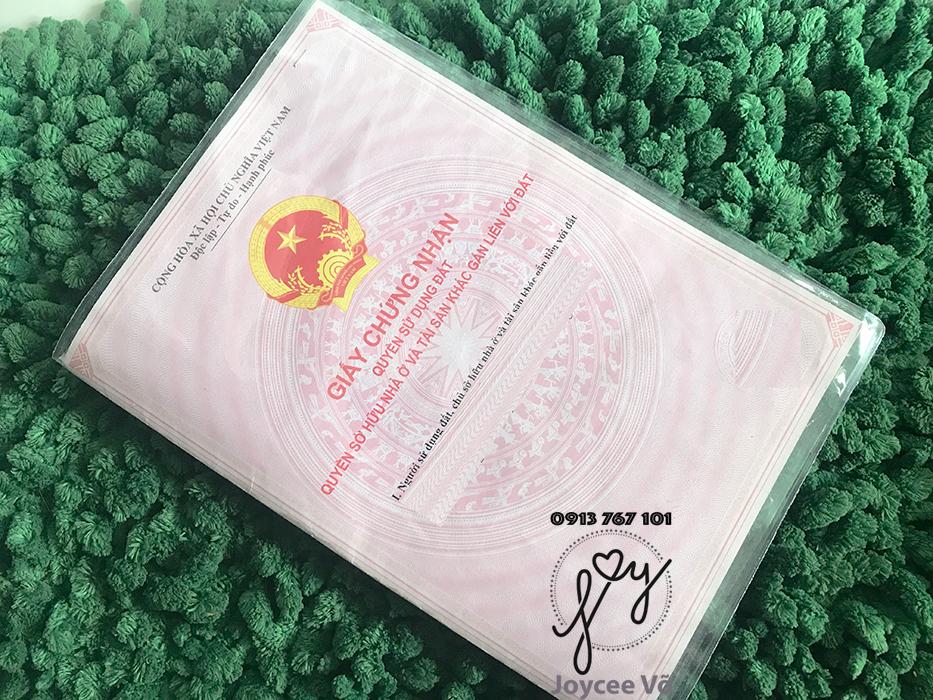 CỘNG HÒA XÃ HỘI CHỦ NGHĨA VIỆT NAM
Độc lập - Tự do - Hạnh phúc
GIẤY CHỨNG NHẬN
QUYỀN SỬ DỤNG ĐẤT
QUYỀN SỞ HỮU NHÀ Ở VÀ TÀI SẢN KHÁC GẮN LIỀN VỚI ĐẤT
I. Người sử dụng đất, chủ sở hữu nhà ở và tài sản khác gắn liền với đất
0913 767 101
Joy
Joycee Võ